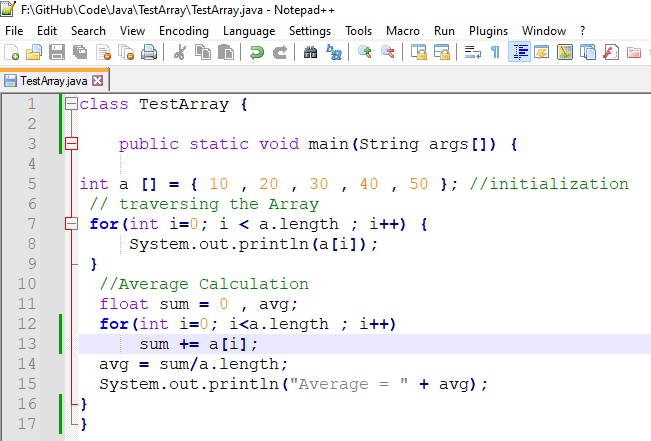 F:\GitHub\Code\Java\TestArray\TestArray.java - Notepad++
File Edit Search View Encoding Language Settings Tools Macro Run Plugins Window ?
TestArray.java
1 class TestArray {
2
3 public static void main(String args[]) {
4
5 int a [] = { 10 , 20 , 30 , 40 , 50 }; //initialization
6 // traversing the Array
7 for(int i=0; i < a.length ; i++) {
8 System.out.println(a[i]);
9 }
10 //Average Calculation
11 float sum = 0 , avg;
12 for(int i=0; i<a.length ; i++)
13 sum += a[i];
14 avg = sum/a.length;
15 System.out.println("Average = " + avg);
16 }
17 }